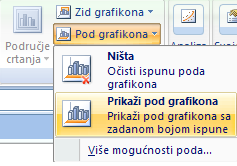 Zid grafikona
Pod grafikona
Područje
crtanja
Ništa
Očisti ispunu poda
grafikona
Prikaži pod grafikona
Prikaži pod grafikona sa
zadanom bojom ispune
Više mogućnosti poda...